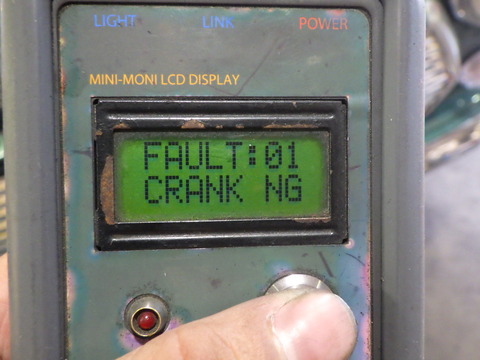 LIGHT LINK POWER
MINI-MONI LCD DISPLAY
FAULT:01
CRANK NG